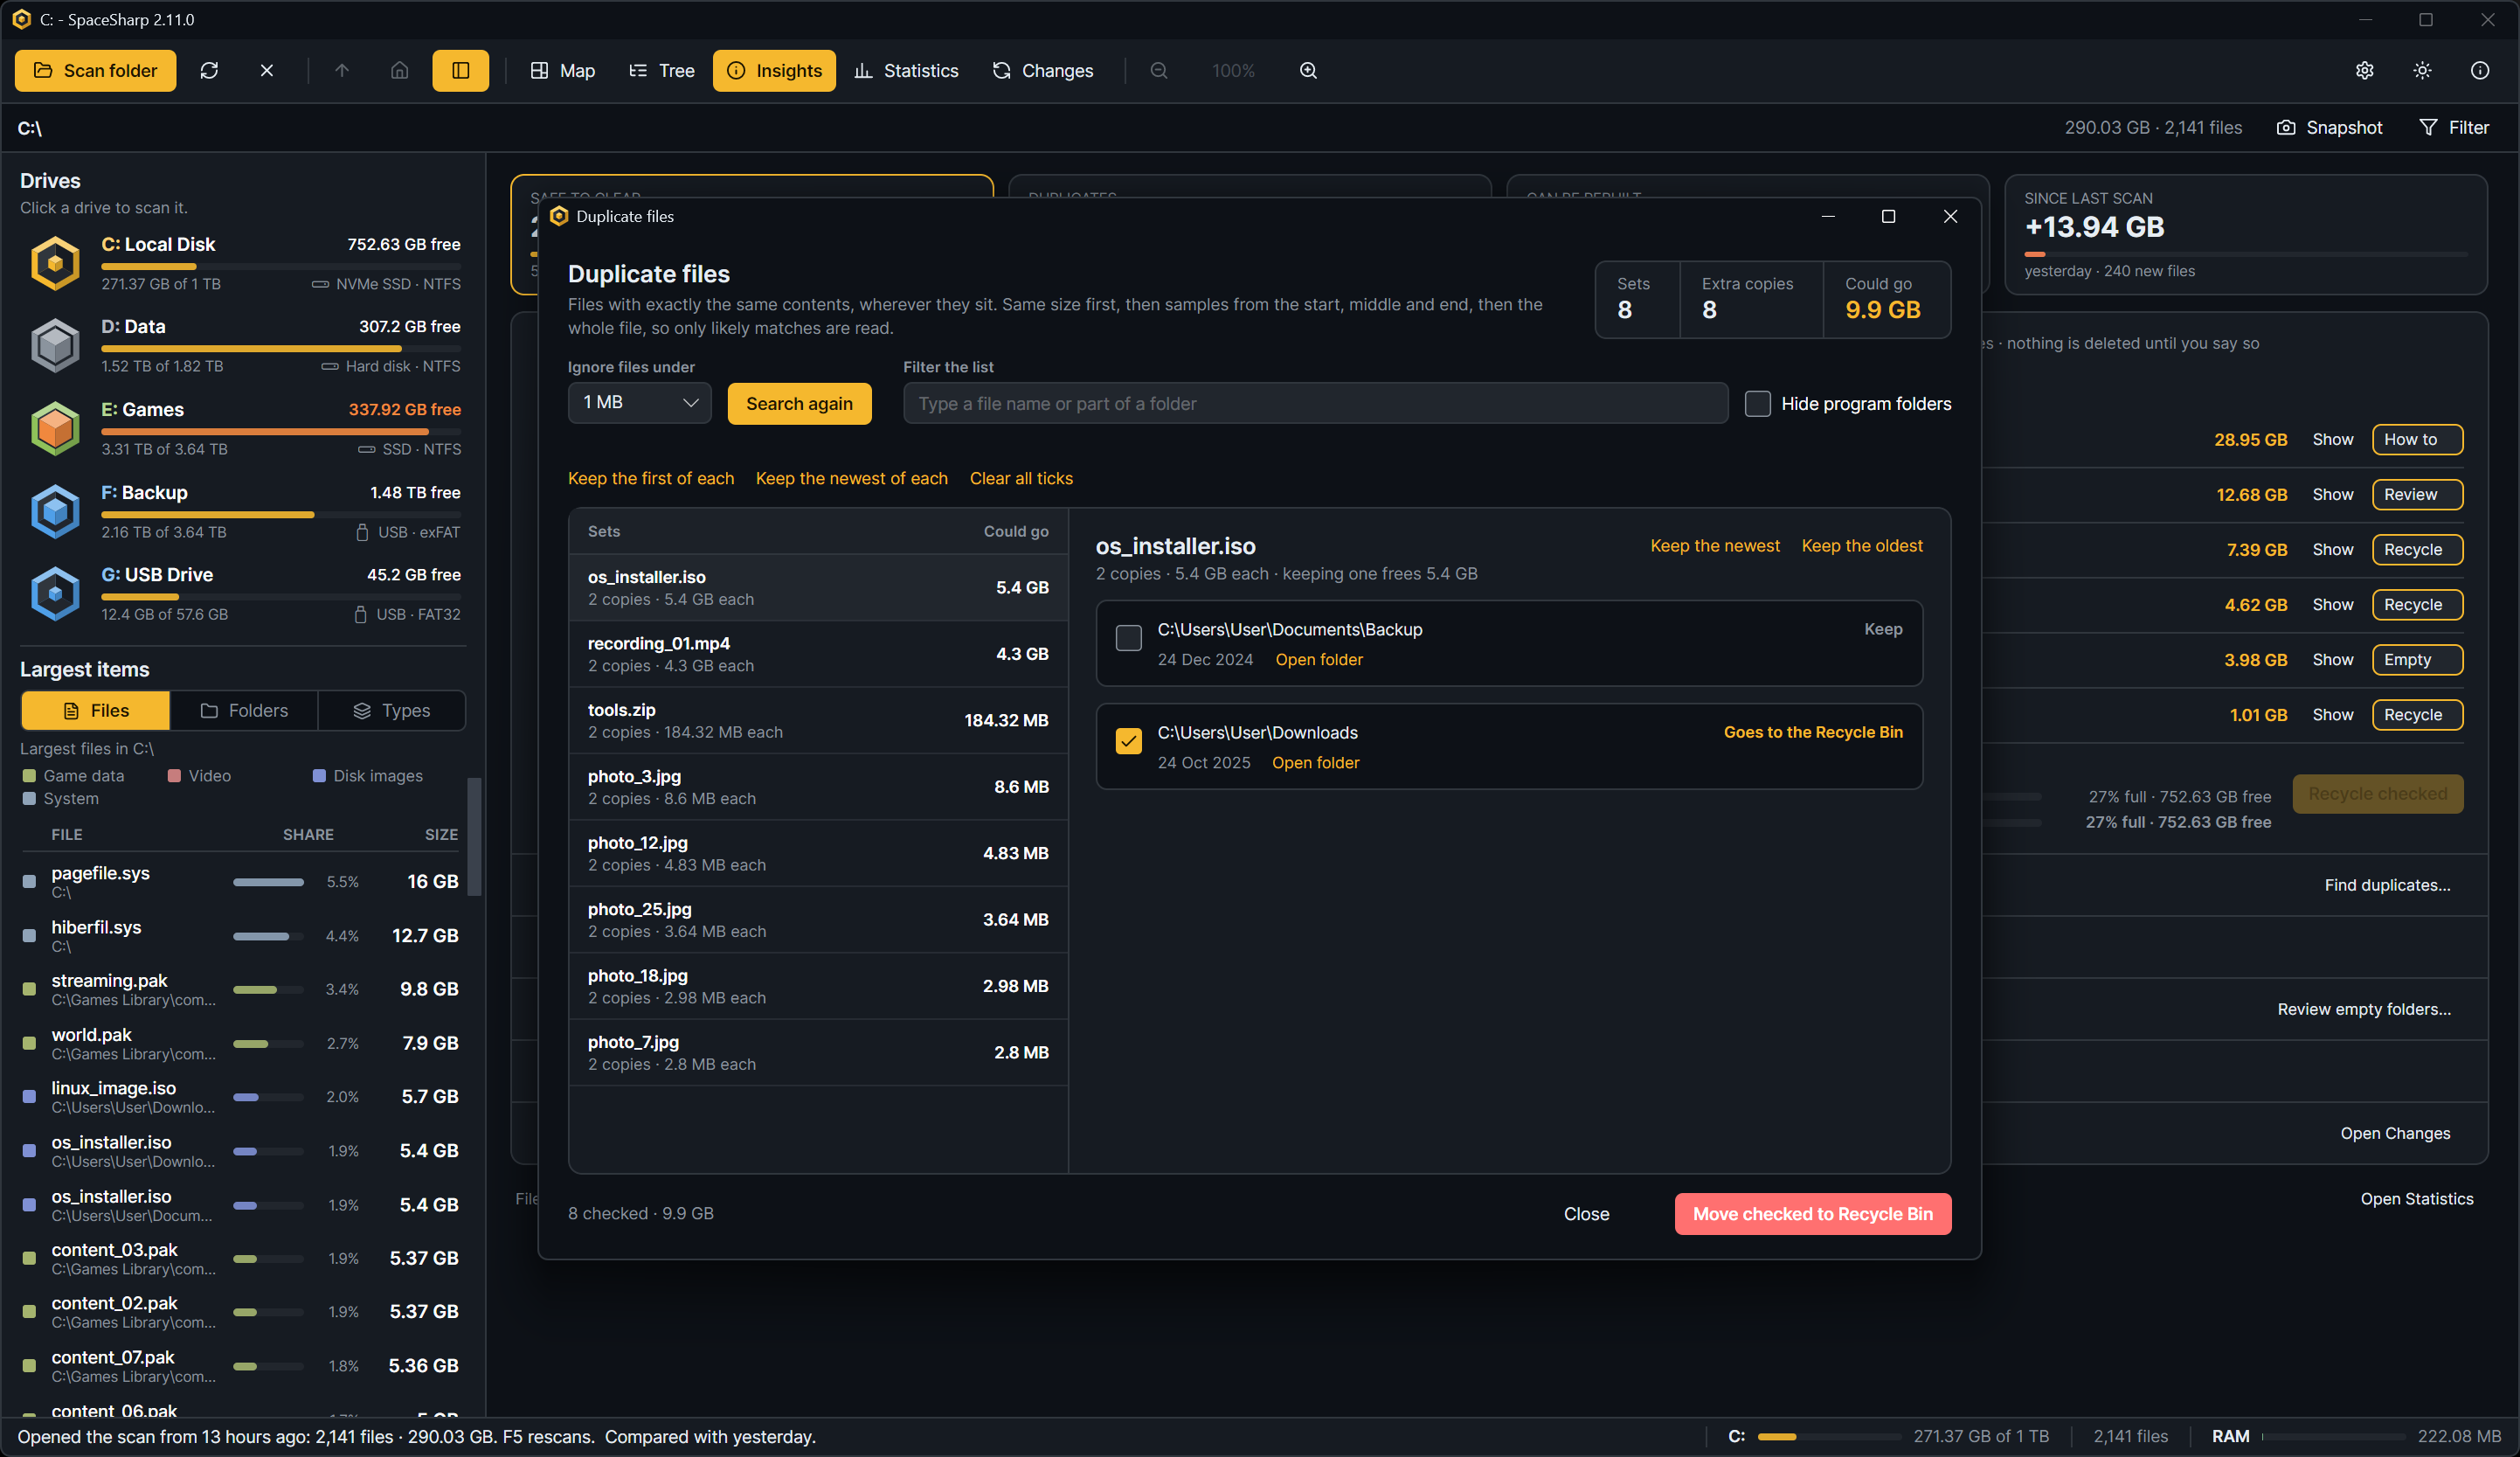 C: - SpaceSharp 2.11.0
Scan folder
Map
Tree
Insights
Statistics
Changes
100%
C:\
290.03 GB · 2,141 files
Snapshot
Filter
Drives
Click a drive to scan it.
C: Local Disk
752.63 GB free
271.37 GB of 1 TB
NVMe SSD · NTFS
D: Data
307.2 GB free
1.52 TB of 1.82 TB
Hard disk · NTFS
E: Games
337.92 GB free
3.31 TB of 3.64 TB
SSD · NTFS
F: Backup
1.48 TB free
2.16 TB of 3.64 TB
USB · exFAT
G: USB Drive
45.2 GB free
12.4 GB of 57.6 GB
USB · FAT32
Largest items
Files
Folders
Types
Largest files in C:\
Game data
Video
Disk images
System
FILE SHARE SIZE
pagefile.sys
C:\
5.5%
16 GB
hiberfil.sys
C:\
4.4%
12.7 GB
streaming.pak
C:\Games Library\com...
3.4%
9.8 GB
world.pak
C:\Games Library\com...
2.7%
7.9 GB
linux_image.iso
C:\Users\User\Downlo...
2.0%
5.7 GB
os_installer.iso
C:\Users\User\Downlo...
1.9%
5.4 GB
os_installer.iso
C:\Users\User\Docum...
1.9%
5.4 GB
content_03.pak
C:\Games Library\com...
1.9%
5.37 GB
content_02.pak
C:\Games Library\com...
1.9%
5.37 GB
content_07.pak
C:\Games Library\com...
1.8%
5.36 GB
content_06.pak
SAFE TO CLEAR
DUPLICATES
CAN BE REBUILT
SINCE LAST SCAN
+13.94 GB
yesterday · 240 new files
Duplicate files
Duplicate files
Files with exactly the same contents, wherever they sit. Same size first, then samples from the start, middle and end, then the
whole file, so only likely matches are read.
Sets
8
Extra copies
8
Could go
9.9 GB
Ignore files under
1 MB
Search again
Filter the list
Type a file name or part of a folder
Hide program folders
Keep the first of each
Keep the newest of each
Clear all ticks
Sets
Could go
os_installer.iso
2 copies · 5.4 GB each
5.4 GB
recording_01.mp4
2 copies · 4.3 GB each
4.3 GB
tools.zip
2 copies · 184.32 MB each
184.32 MB
photo_3.jpg
2 copies · 8.6 MB each
8.6 MB
photo_12.jpg
2 copies · 4.83 MB each
4.83 MB
photo_25.jpg
2 copies · 3.64 MB each
3.64 MB
photo_18.jpg
2 copies · 2.98 MB each
2.98 MB
photo_7.jpg
2 copies · 2.8 MB each
2.8 MB
os_installer.iso
Keep the newest
Keep the oldest
2 copies · 5.4 GB each · keeping one frees 5.4 GB
C:\Users\User\Documents\Backup
Keep
24 Dec 2024
Open folder
C:\Users\User\Downloads
Goes to the Recycle Bin
24 Oct 2025
Open folder
8 checked · 9.9 GB
Close
Move checked to Recycle Bin
· nothing is deleted until you say so
28.95 GB Show How to
12.68 GB Show Review
7.39 GB Show Recycle
4.62 GB Show Recycle
3.98 GB Show Empty
1.01 GB Show Recycle
27% full · 752.63 GB free
27% full · 752.63 GB free
Recycle checked
Find duplicates...
Review empty folders...
Open Changes
Open Statistics
Opened the scan from 13 hours ago: 2,141 files · 290.03 GB. F5 rescans. Compared with yesterday.
C:
271.37 GB of 1 TB
2,141 files
RAM
222.08 MB